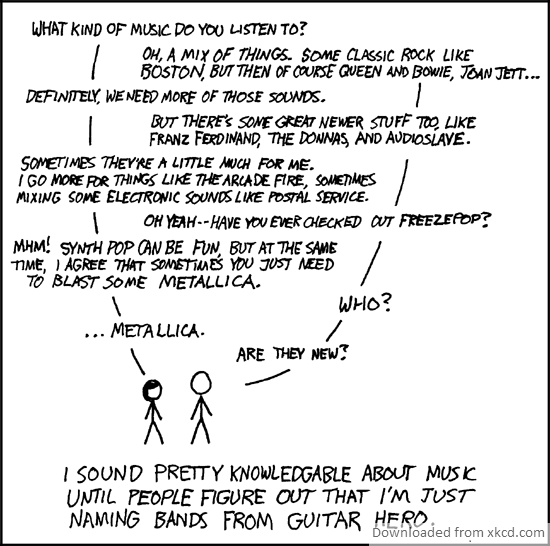 WHAT KIND OF MUSIC DO YOU LISTEN TO?
OH, A MIX OF THINGS. SOME CLASSIC ROCK LIKE
BOSTON, BUT THEN OF COURSE QUEEN AND BOWIE, JOAN JETT...
DEFINITELY, WE NEED MORE OF THOSE SOUNDS.
BUT THERE'S SOME GREAT NEWER STUFF TOO, LIKE
FRANZ FERDINAND, THE DONNAS, AND AUDIOSLAVE.
SOMETIMES THEY'RE A LITTLE MUCH FOR ME.
I GO MORE FOR THINGS LIKE THE ARCADE FIRE, SOMETIMES
MIXING SOME ELECTRONIC SOUNDS LIKE POSTAL SERVICE.
OH YEAH--HAVE YOU EVER CHECKED OUT FREEZEPOP?
MHM! SYNTH POP CAN BE FUN, BUT AT THE SAME
TIME, I AGREE THAT SOMETIMES YOU JUST NEED
TO BLAST SOME METALLICA.
WHO?
... METALLICA.
ARE THEY NEW?
I SOUND PRETTY KNOWLEDGABLE ABOUT MUSIC
UNTIL PEOPLE FIGURE OUT THAT I'M JUST
NAMING BANDS FROM GUITAR HERO.
Downloaded from xkcd.com